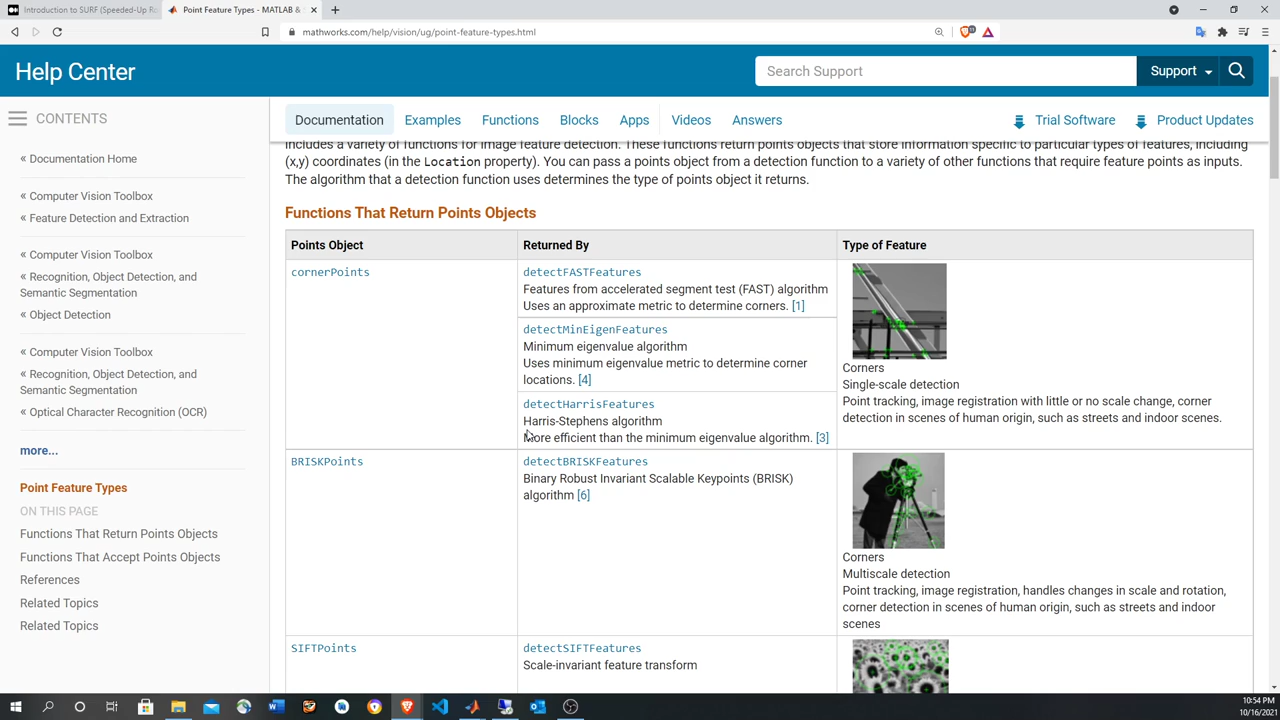 Introduction to SURF (Speeded-Up Ro
Point Feature Types - MATLAB &
mathworks.com/help/vision/ug/point-feature-types.html
Help Center
Search Support
Support
CONTENTS
Documentation
Examples
Functions
Blocks
Apps
Videos
Answers
Trial Software
Product Updates
« Documentation Home
« Computer Vision Toolbox
« Feature Detection and Extraction
« Computer Vision Toolbox
« Recognition, Object Detection, and
Semantic Segmentation
« Object Detection
« Computer Vision Toolbox
« Recognition, Object Detection, and
Semantic Segmentation
« Optical Character Recognition (OCR)
more...
Point Feature Types
ON THIS PAGE
Functions That Return Points Objects
Functions That Accept Points Objects
References
Related Topics
Related Topics
includes a variety of functions for image feature detection. These functions return points objects that store information specific to particular types of features, including
(x,y) coordinates (in the Location property). You can pass a points object from a detection function to a variety of other functions that require feature points as inputs.
The algorithm that a detection function uses determines the type of points object it returns.
Functions That Return Points Objects
Points Object
Returned By
Type of Feature
cornerPoints
detectFASTFeatures
Features from accelerated segment test (FAST) algorithm
Uses an approximate metric to determine corners. [1]
detectMinEigenFeatures
Minimum eigenvalue algorithm
Uses minimum eigenvalue metric to determine corner
locations. [4]
detectHarrisFeatures
Harris-Stephens algorithm
More efficient than the minimum eigenvalue algorithm. [3]
Corners
Single-scale detection
Point tracking, image registration with little or no scale change, corner
detection in scenes of human origin, such as streets and indoor scenes.
BRISKPoints
detectBRISKFeatures
Binary Robust Invariant Scalable Keypoints (BRISK)
algorithm [6]
Corners
Multiscale detection
Point tracking, image registration, handles changes in scale and rotation,
corner detection in scenes of human origin, such as streets and indoor
scenes
SIFTPoints
detectSIFTFeatures
Scale-invariant feature transform
10:54 PM
10/16/2021